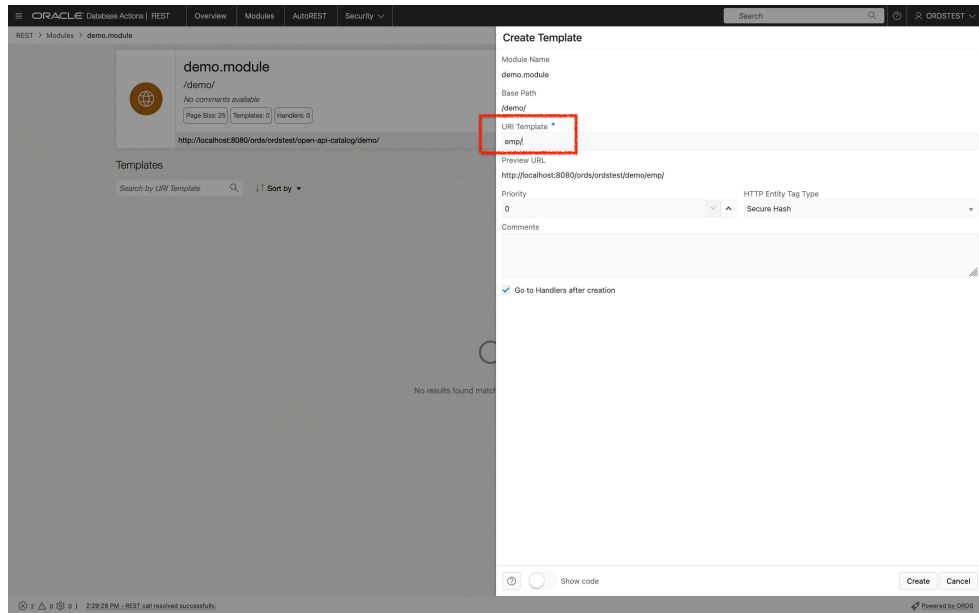 ORACLE Database Actions | REST Overview Modules AutoREST Security Search ORDSTEST
REST > Modules > demo.module
demo.module
/demo/
No comments available
Page Size: 25 Templates: 0 Handlers: 0
http://localhost:8080/ords/ordstest/open-api-catalog/demo/
Templates
Search by URI Template Sort by
No results found match
Create Template
Module Name
demo.module
Base Path
/demo/
URI Template *
emp/
Preview URL
http://localhost:8080/ords/ordstest/demo/emp/
Priority HTTP Entity Tag Type
0 Secure Hash
Comments
Go to Handlers after creation
Show code Create Cancel
2 0 0 | 2:29:29 PM - REST call resolved successfully. Powered by ORDS